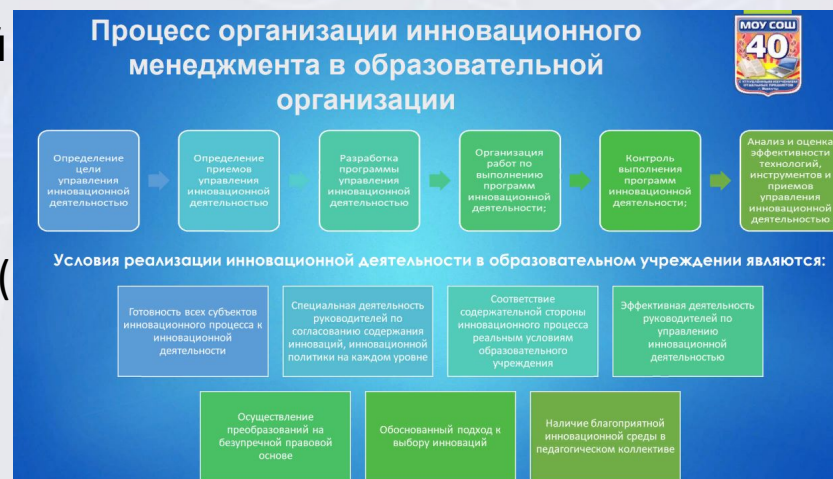 й
(
Процесс организации инновационного
менеджмента в образовательной
организации
МОУ СОШ
40
Определение
цели
управления
инновационной
деятельностью
Определение
приемов
управления
инновационной
деятельностью
Разработка
программы
управления
инновационной
деятельностью
Организация
работ по
выполнению
программ
инновационной
деятельности;
Контроль
выполнения
программ
инновационной
деятельности;
Анализ и оценка
эффективности
технологий,
инструментов и
приемов
управления
инновационной
деятельностью
Условия реализации инновационной деятельности в образовательном учреждении являются:
Готовность всех субъектов
инновационного процесса к
инновационной
деятельности
Специальная деятельность
руководителей по
согласованию содержания
инноваций, инновационной
политики на каждом уровне
Соответствие
содержательной стороны
инновационного процесса
реальным условиям
образовательного
учреждения
Эффективная деятельность
руководителей по
управлению
инновационной
деятельностью
Осуществление
преобразований на
безупречной правовой
основе
Обоснованный подход к
выбору инноваций
Наличие благоприятной
инновационной среды в
педагогическом коллективе